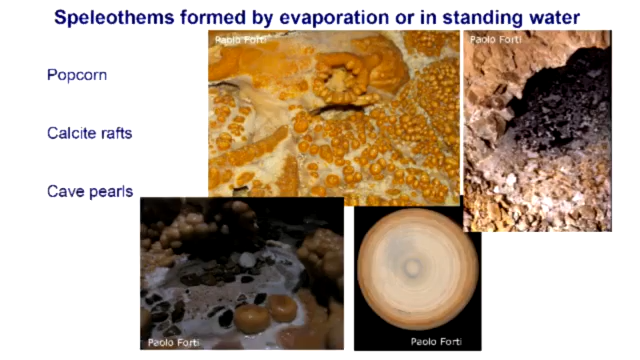 Speleothems formed by evaporation or in standing water
Paolo Forti
Paolo Forti
Popcorn
Calcite rafts
Cave pearls
Paolo Forti
Paolo Forti